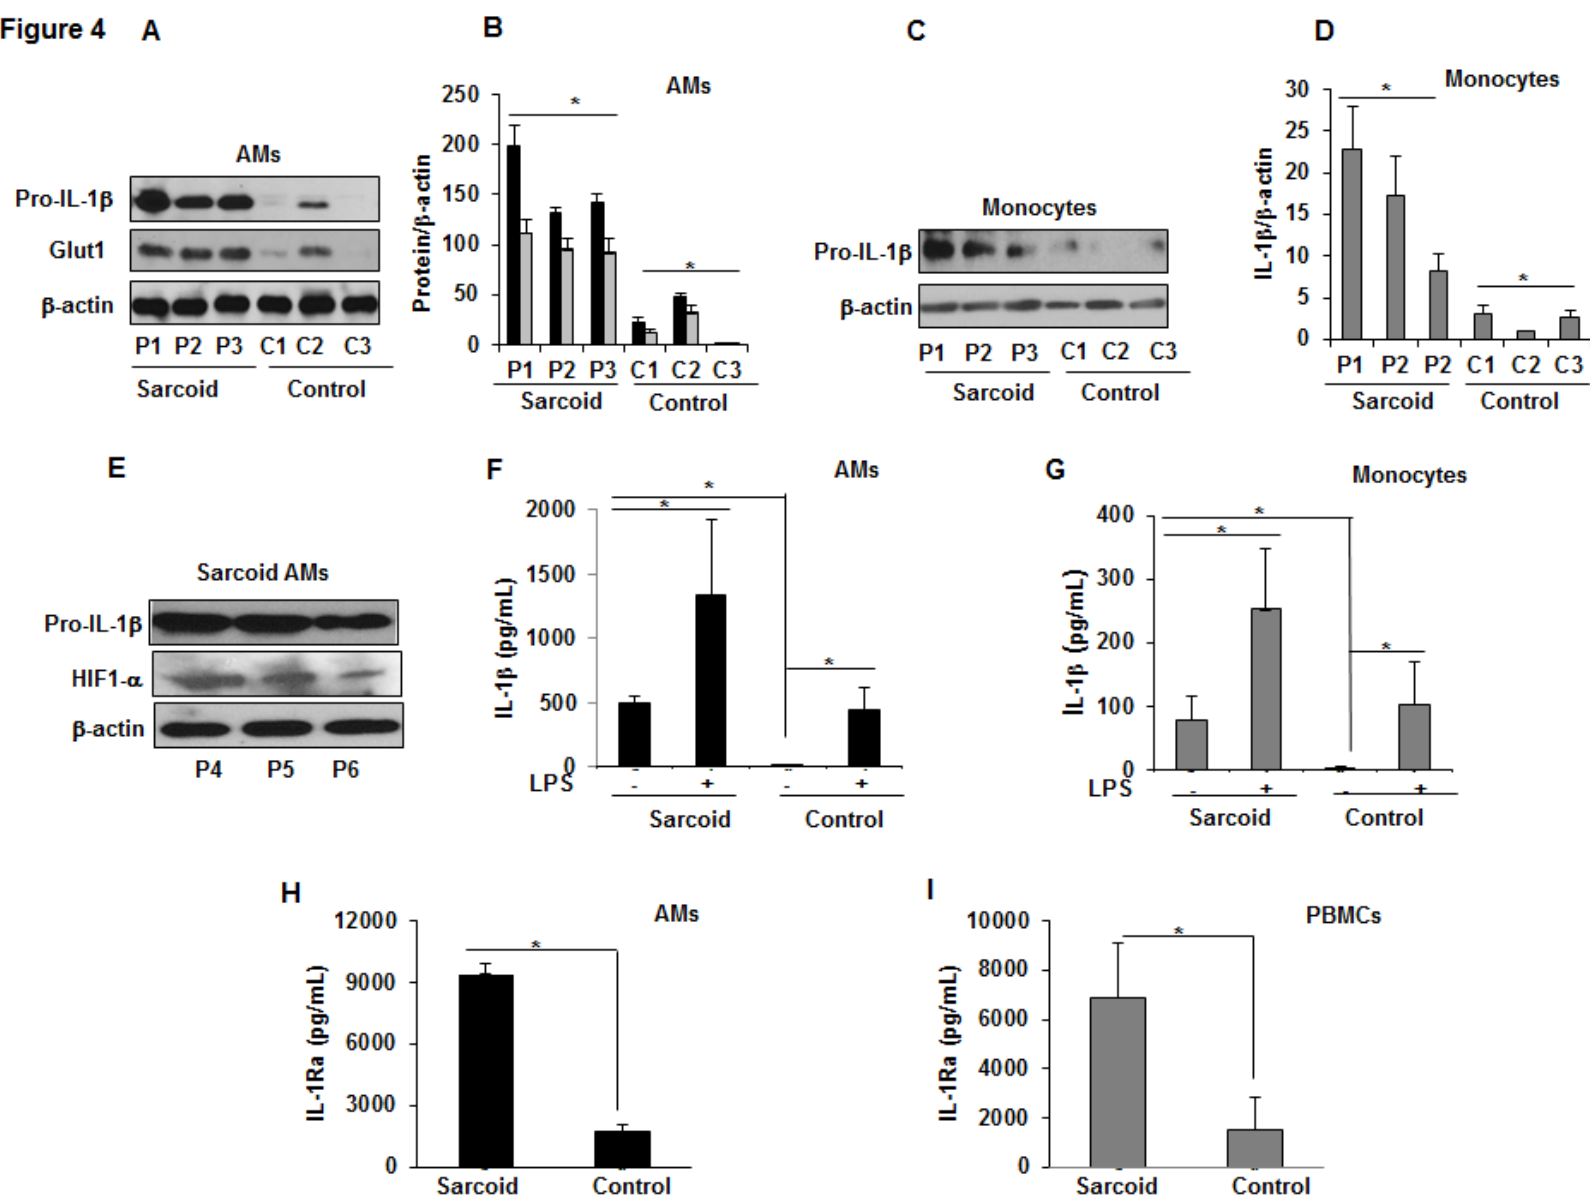 Figure 4
A
AMs
Pro-IL-1β
Glut1
β-actin
P1 P2 P3 C1 C2 C3
Sarcoid Control
B
AMs
Protein/β-actin
250
200
150
100
50
0
*
*
P1 P2 P3 C1 C2 C3
Sarcoid Control
C
Monocytes
Pro-IL-1β
β-actin
P1 P2 P3 C1 C2 C3
Sarcoid Control
D
Monocytes
IL-1β/β-actin
30
25
20
15
10
5
0
*
*
P1 P2 P2 C1 C2 C3
Sarcoid Control
E
Sarcoid AMs
Pro-IL-1β
HIF1-α
β-actin
P4 P5 P6
F
AMs
IL-1β (pg/mL)
2000
1500
1000
500
0
*
*
*
LPS - + - +
Sarcoid Control
G
Monocytes
IL-1β (pg/mL)
400
300
200
100
0
*
*
*
LPS - + - +
Sarcoid Control
H
AMs
IL-1Ra (pg/mL)
12000
9000
6000
3000
0
*
Sarcoid Control
I
PBMCs
IL-1Ra (pg/mL)
10000
8000
6000
4000
2000
0
*
Sarcoid Control